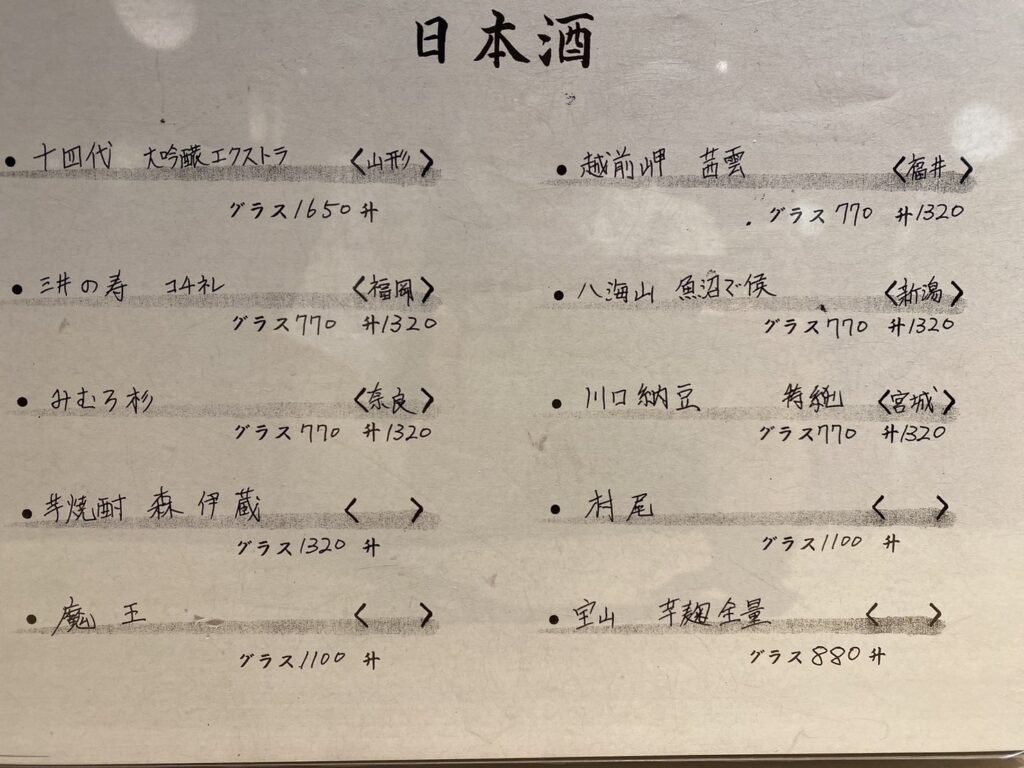 日本酒
• 十四代 大吟醸エクストラ 〈山形〉
グラス1650 升
• 三井の寿 コチネレ 〈福岡〉
グラス770 升1320
• みむろ杉 〈奈良〉
グラス770 升1320
• 芋焼酎 森伊蔵 〈 〉
グラス1320 升
• 魔王 〈 〉
グラス1100 升
• 越前岬 茜雲 〈福井〉
グラス770 升1320
• 八海山 魚沼で候 〈新潟〉
グラス770 升1320
• 川口納豆 特純 〈宮城〉
グラス770 升1320
• 村尾 〈 〉
グラス1100 升
• 宝山 芋麹全量 〈 〉
グラス880 升